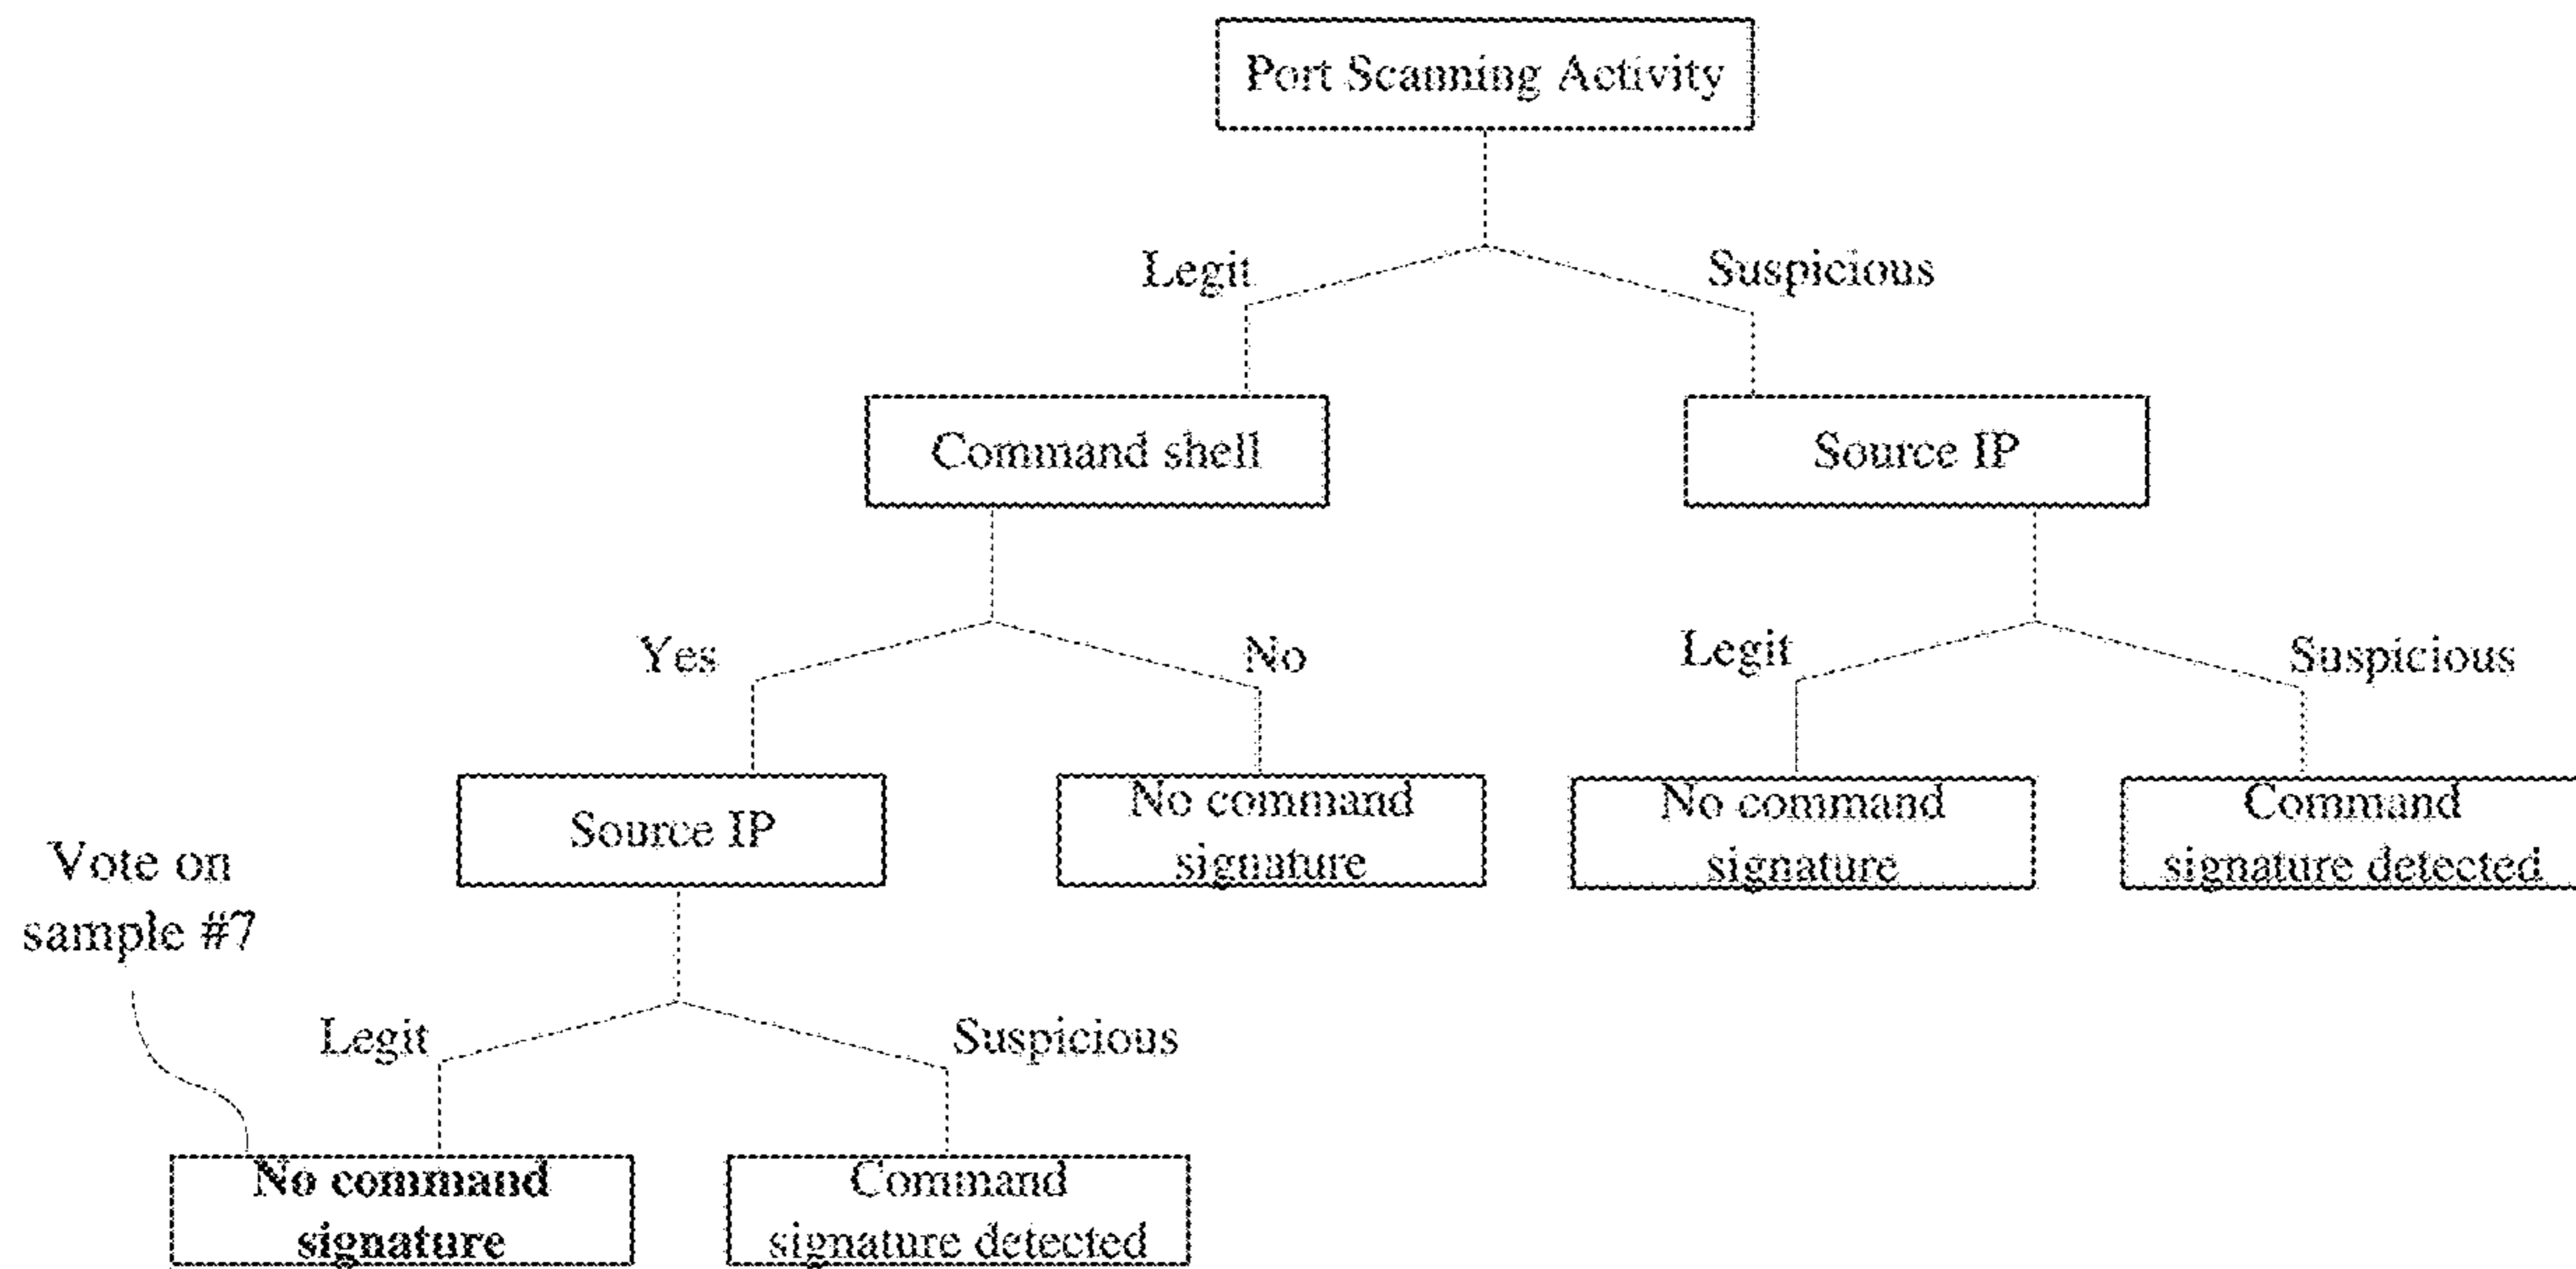 Port Scanning Activity
Legit
Suspicious
Command shell
Source IP
Yes
No
Legit
Suspicious
Source IP
No command
signature
No command
signature
Command
signature detected
Vote on
sample #7
Legit
Suspicious
No command
signature
Command
signature detected